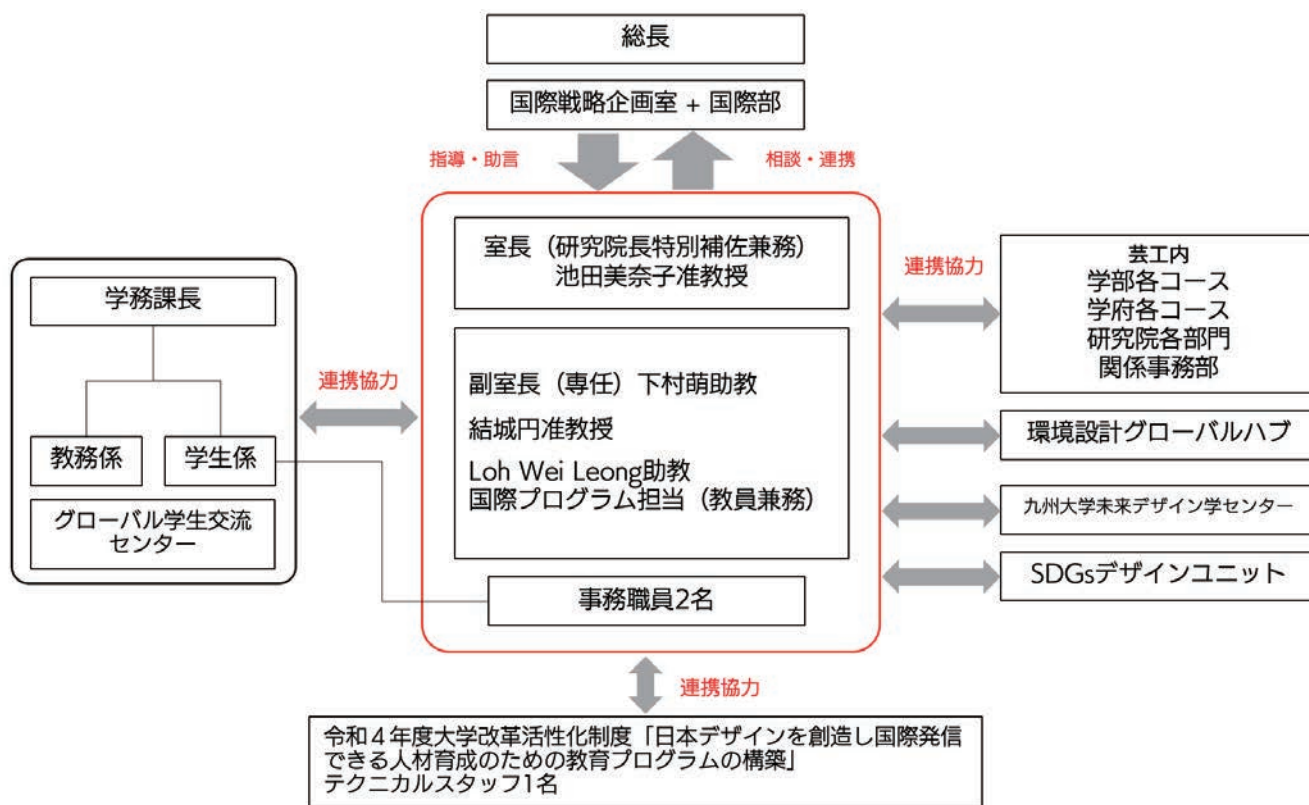 総長
国際戦略企画室 + 国際部
指導・助言
相談・連携
室長（研究院長特別補佐兼務）
池田美奈子准教授
副室長（専任）下村萌助教
結城円准教授
Loh Wei Leong助教
国際プログラム担当（教員兼務）
事務職員2名
学務課長
教務係
学生係
グローバル学生交流
センター
連携協力
連携協力
芸工内
学部各コース
学府各コース
研究院各部門
関係事務部
環境設計グローバルハブ
九州大学未来デザイン学センター
SDGsデザインユニット
連携協力
令和４年度大学改革活性化制度「日本デザインを創造し国際発信
できる人材育成のための教育プログラムの構築」
テクニカルスタッフ1名